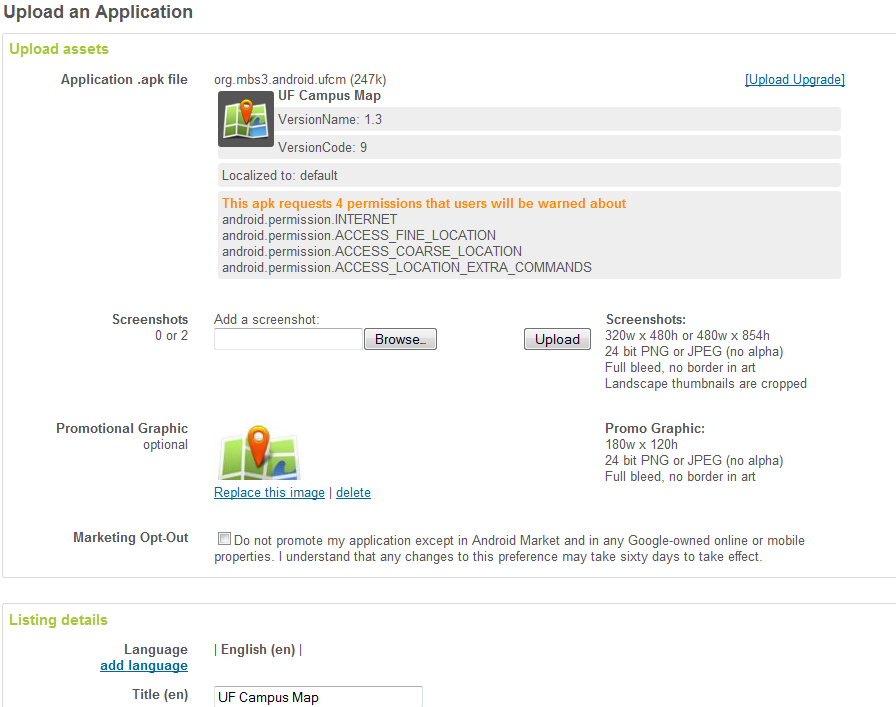 Upload an Application
Upload assets
Application .apk file
org.mbs3.android.ufcm (247k)
[Upload Upgrade]
UF Campus Map
VersionName: 1.3
VersionCode: 9
Localized to: default
This apk requests 4 permissions that users will be warned about
android.permission.INTERNET
android.permission.ACCESS_FINE_LOCATION
android.permission.ACCESS_COARSE_LOCATION
android.permission.ACCESS_LOCATION_EXTRA_COMMANDS
Screenshots
0 or 2
Add a screenshot:
Browse...
Upload
Screenshots:
320w x 480h or 480w x 854h
24 bit PNG or JPEG (no alpha)
Full bleed, no border in art
Landscape thumbnails are cropped
Promotional Graphic
optional
Replace this image | delete
Promo Graphic:
180w x 120h
24 bit PNG or JPEG (no alpha)
Full bleed, no border in art
Marketing Opt-Out
Do not promote my application except in Android Market and in any Google-owned online or mobile
properties. I understand that any changes to this preference may take sixty days to take effect.
Listing details
Language
add language
| English (en) |
Title (en)
UF Campus Map